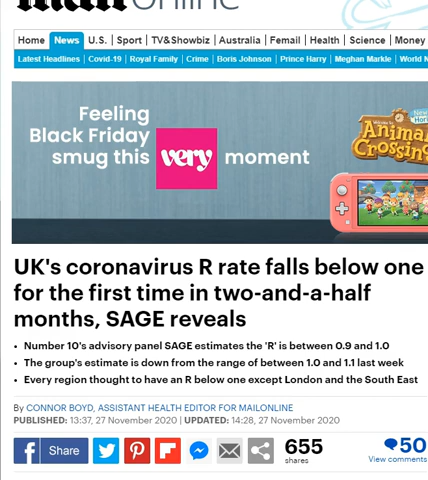 Online
Home News U.S. Sport TV&Showbiz Australia Femail Health Science Money
Latest Headlines Covid-19 Royal Family Crime Boris Johnson Prince Harry Meghan Markle World
Feeling
Black Friday
smug this very moment
Animal
Crossing
UK's coronavirus R rate falls below one
for the first time in two-and-a-half
months, SAGE reveals
• Number 10's advisory panel SAGE estimates the 'R' is between 0.9 and 1.0
• The group's estimate is down from the range of between 1.0 and 1.1 last week
• Every region thought to have an R below one except London and the South East
By CONNOR BOYD, ASSISTANT HEALTH EDITOR FOR MAILONLINE
PUBLISHED: 13:37, 27 November 2020 | UPDATED: 14:28, 27 November 2020
Share 655 50
shares View comments